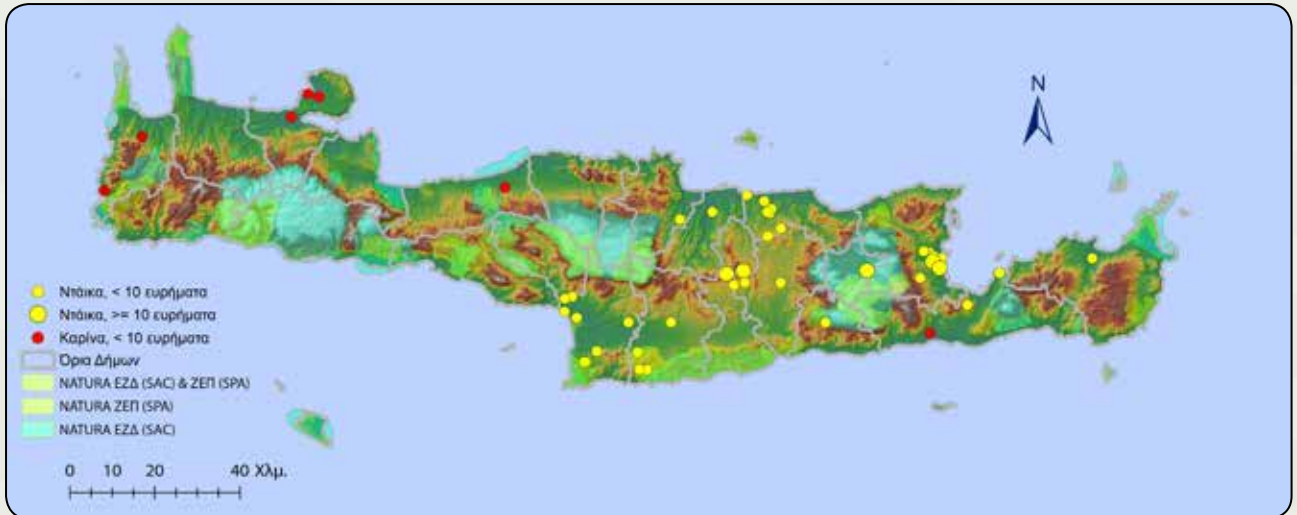 N
Ντάικα, < 10 ευρήματα
Ντάικα, >= 10 ευρήματα
Καρίνα, < 10 ευρήματα
Όρια Δήμων
NATURA ΕΖΔ (SAC) & ΖΕΠ (SPA)
NATURA ΖΕΠ (SPA)
NATURA ΕΖΔ (SAC)
0 10 20 40 Χλμ.